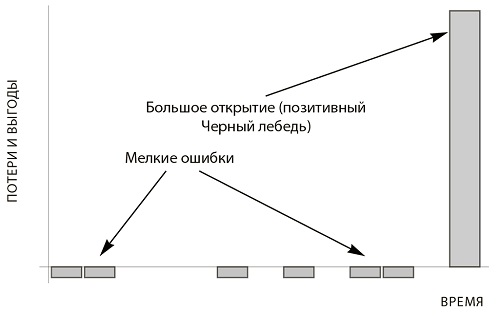 ПОТЕРИ И ВЫГОДЫ
Большое открытие (позитивный
Черный лебедь)
Мелкие ошибки
ВРЕМЯ